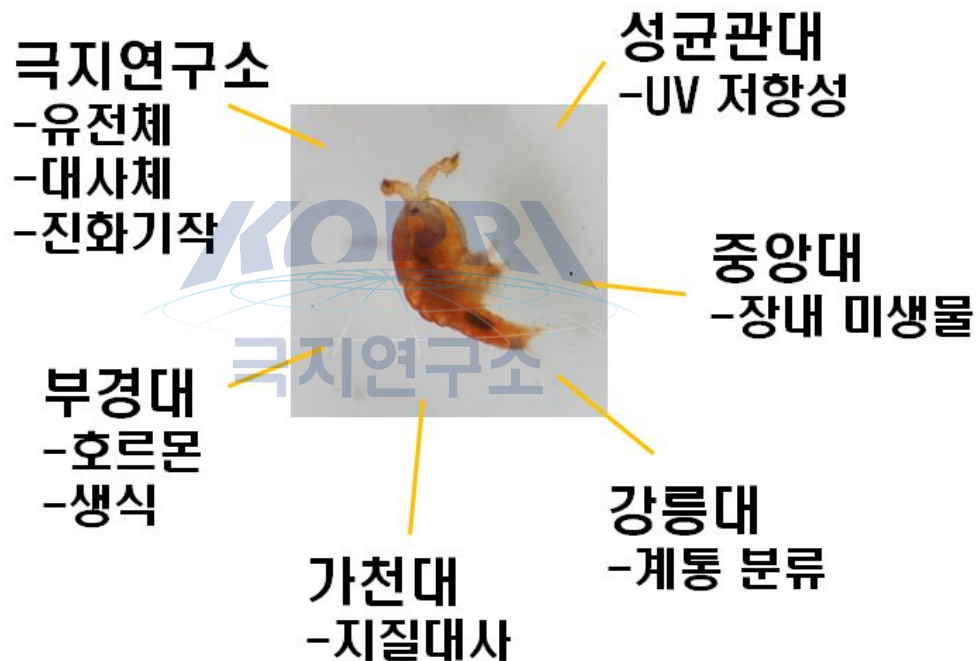 극지연구소
-유전체
-대사체
-진화기작
성균관대
-UV 저항성
중앙대
-장내 미생물
KOPRI
극지연구소
부경대
-호르몬
-생식
가천대
-지질대사
강릉대
-계통 분류